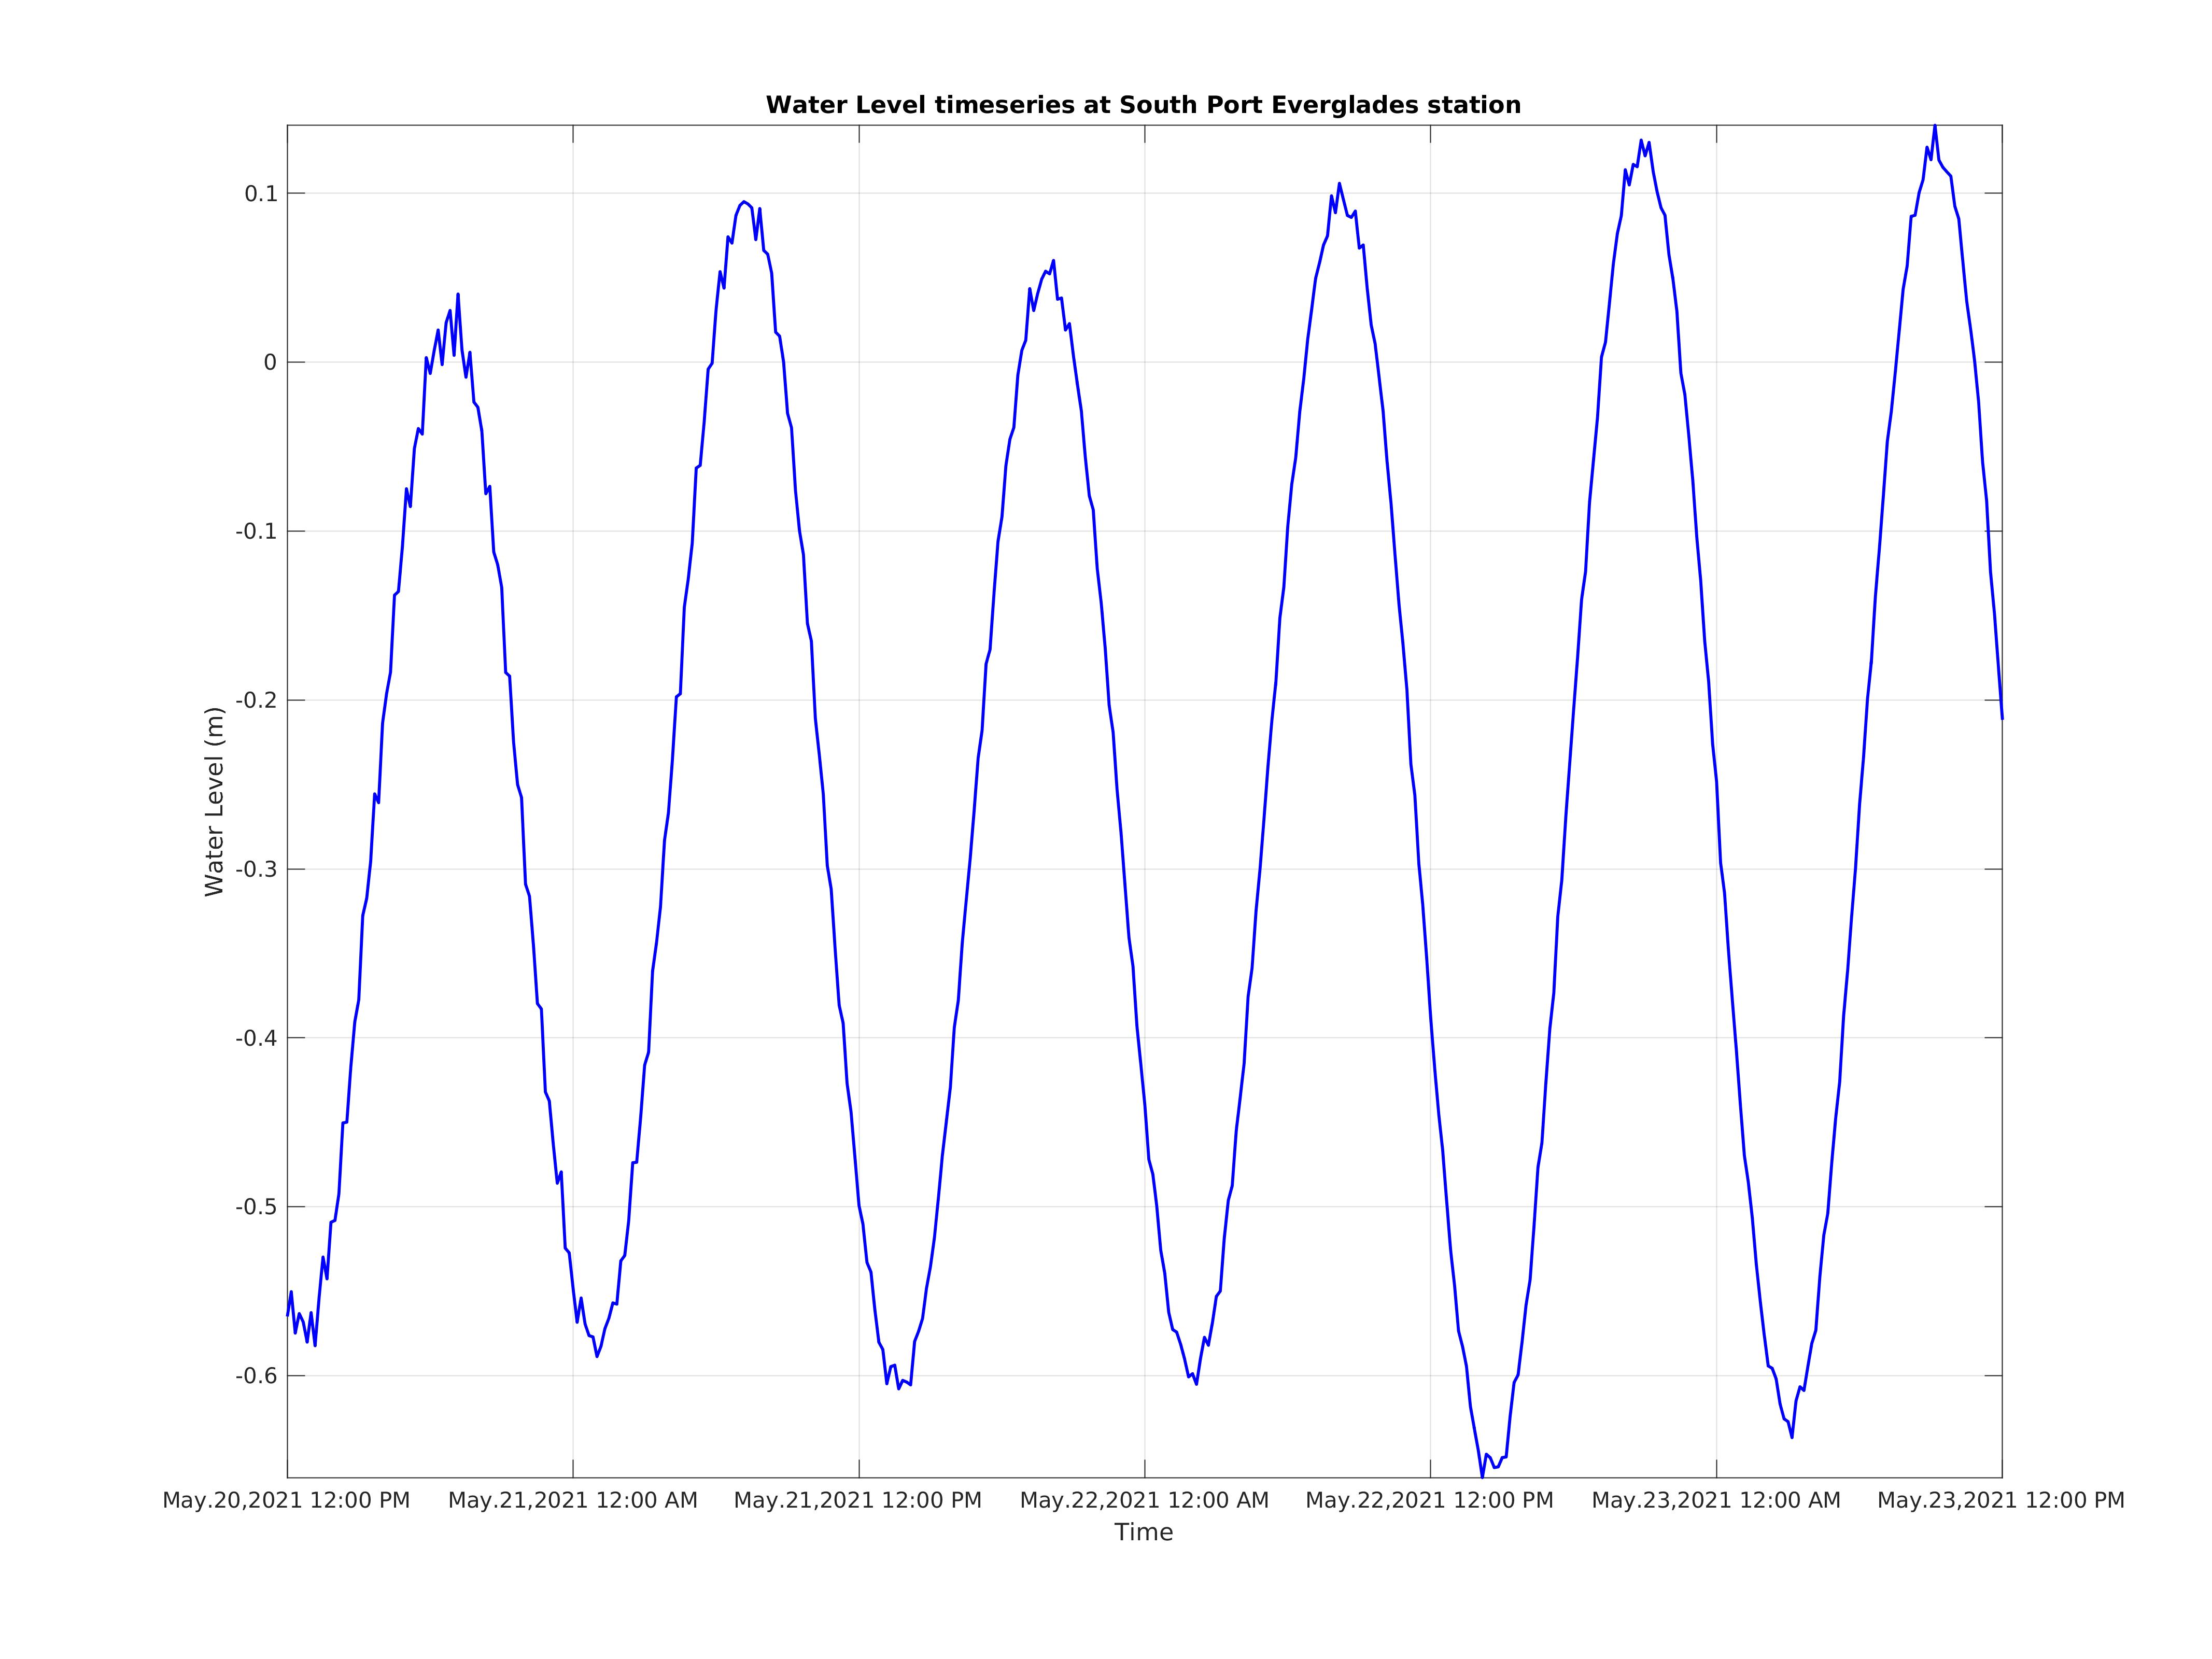 Water Level timeseries at South Port Everglades station
0.1
0
-0.1
-0.2
-0.3
-0.4
-0.5
-0.6
Water Level (m)
May.20,2021 12:00 PM May.21,2021 12:00 AM May.21,2021 12:00 PM May.22,2021 12:00 AM May.22,2021 12:00 PM May.23,2021 12:00 AM May.23,2021 12:00 PM
Time